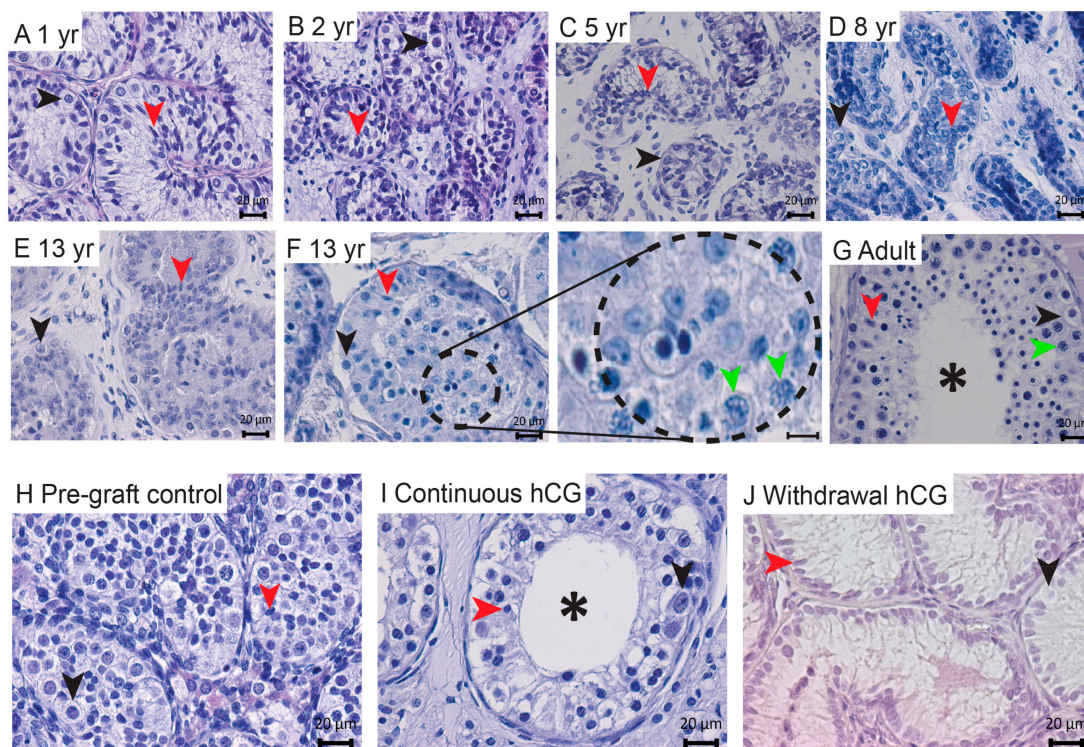 A 1 yr
B 2 yr
C 5 yr
D 8 yr
20 µm
20 µm
20 µm
20 µm
E 13 yr
F 13 yr
G Adult
20 µm
20 µm
20 µm
H Pre-graft control
I Continuous hCG
J Withdrawal hCG
20 µm
20 µm
20 µm